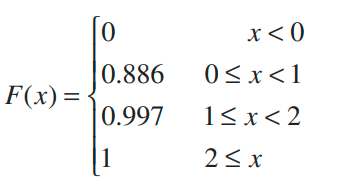 F(x) = { 0 x < 0
0.886 0 ≤ x < 1
0.997 1 ≤ x < 2
1 2 ≤ x